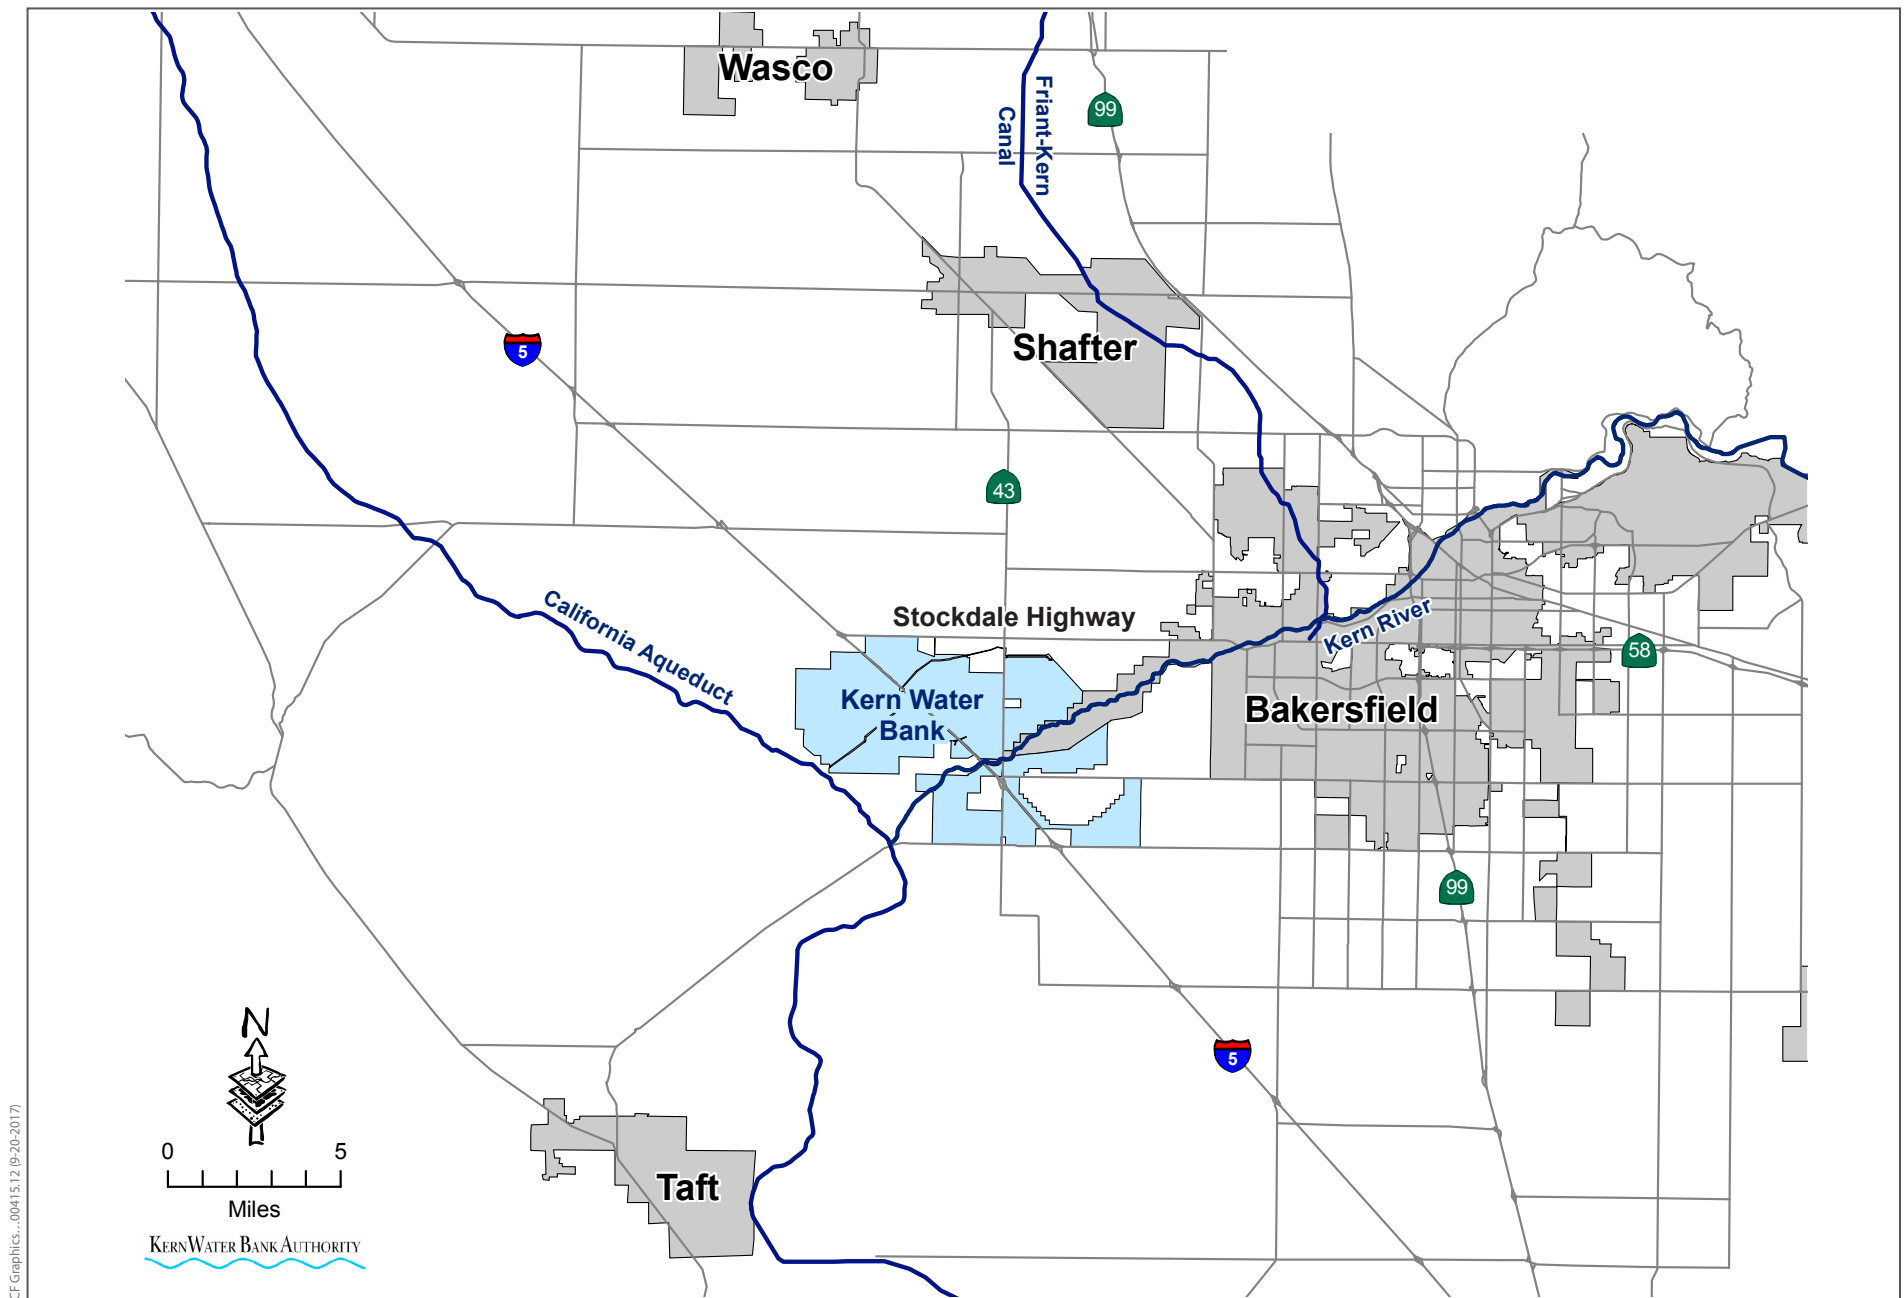 Wasco
Friant-Kern
Canal
99
5
Shafter
43
Stockdale Highway
California Aqueduct
Kern River
58
Kern Water
Bank
Bakersfield
99
5
N
0 5
Miles
Taft
KERN WATER BANK AUTHORITY
CF Graphics…00415.12 (9-20-2017)